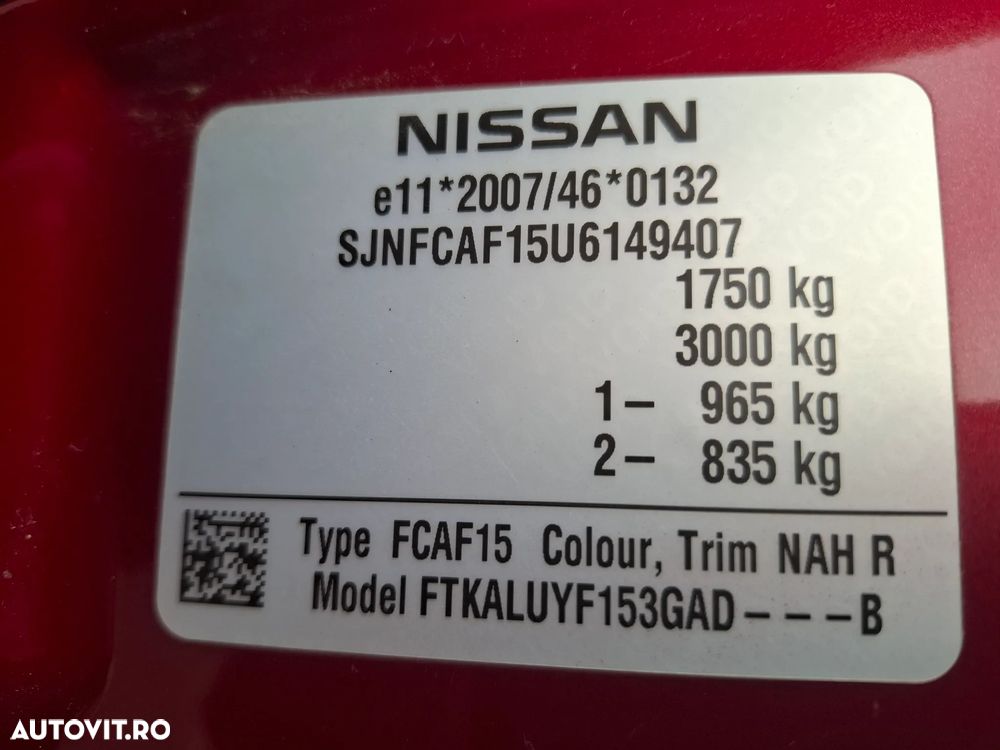 NISSAN
e11*2007/46*0132
SJNFCAF15U6149407
1750 kg
3000 kg
1– 965 kg
2– 835 kg
Type FCAF15 Colour, Trim NAH R
Model FTKALUYF153GAD– – –B
AUTOVIT.RO